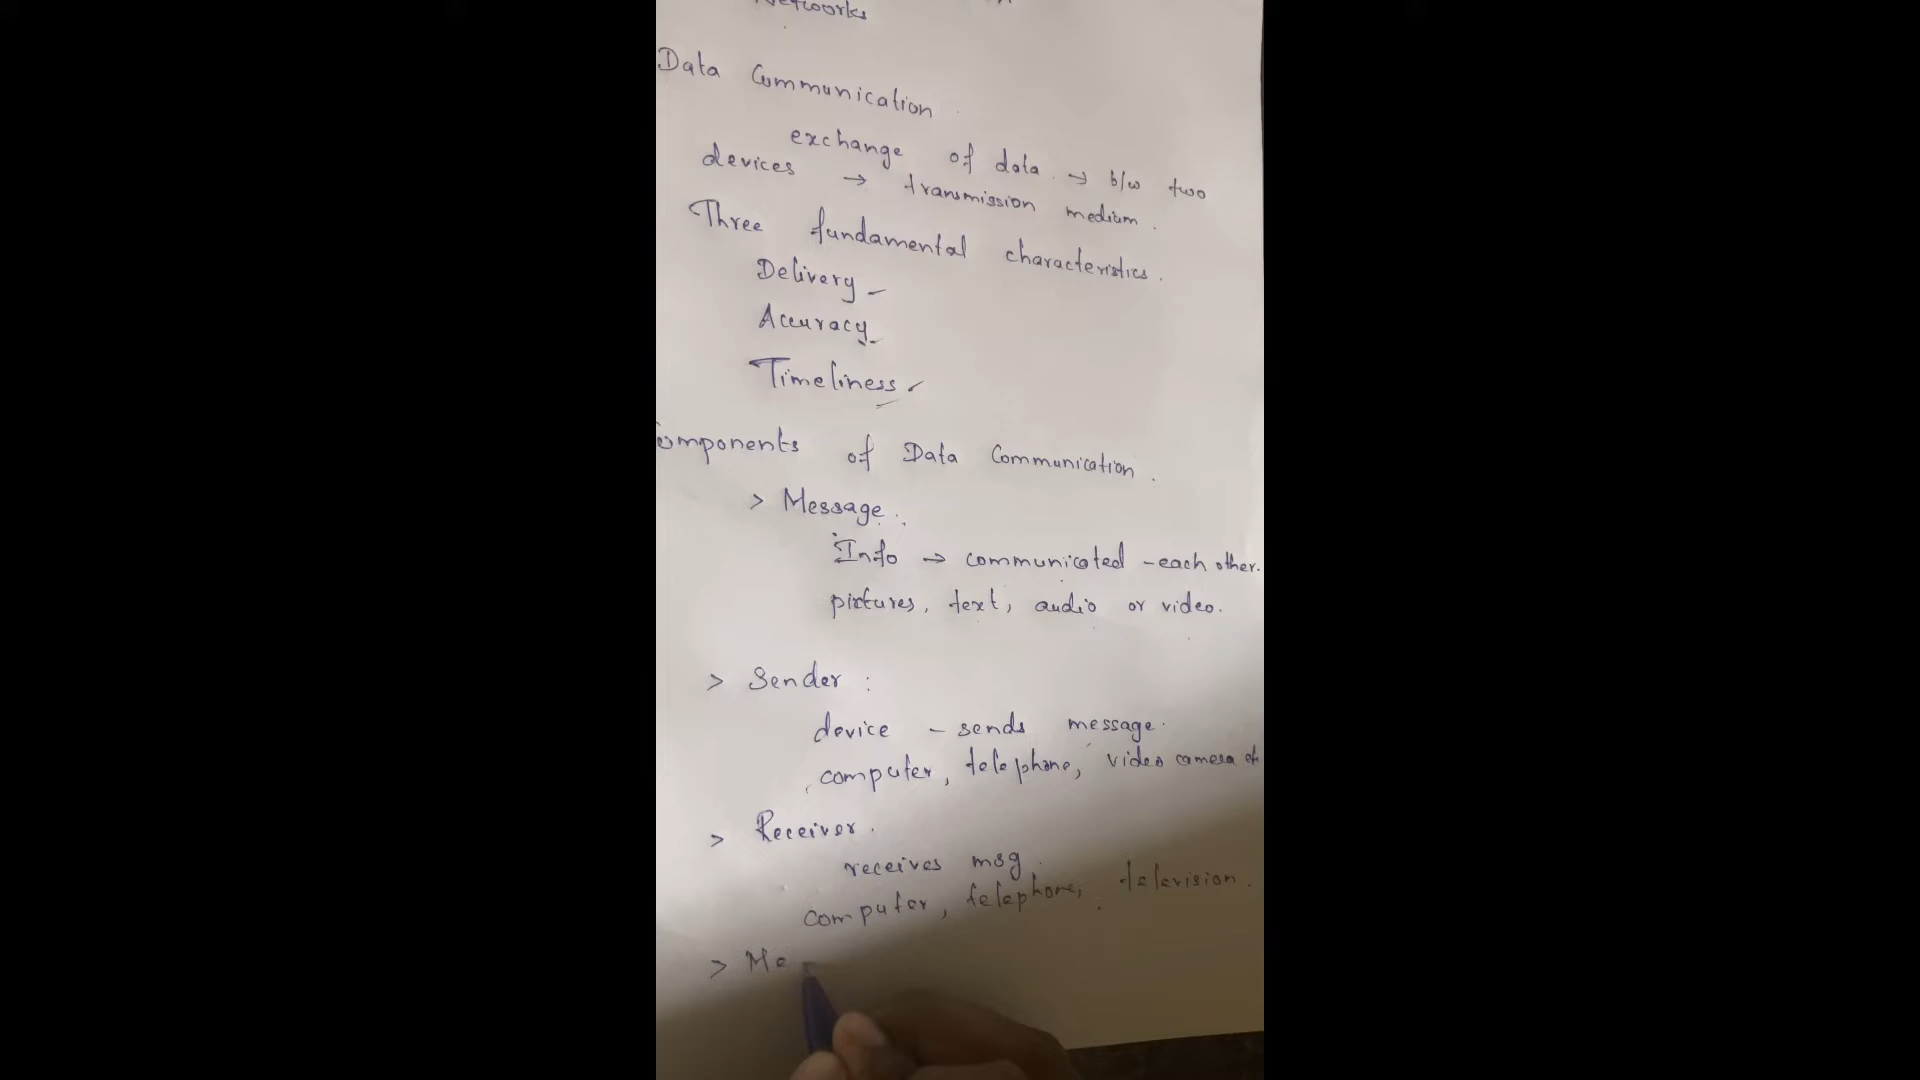 Networks
Data Communication
exchange of data → b/w two
devices → transmission medium.
Three fundamental characteristics.
Delivery
Accuracy
Timeliness
omponents of Data Communication.
> Message.
Info → communicated - each other.
pictures, text, audio or video.
> Sender :
device - sends message.
computer, telephone, video camera et
> Receiver.
receives msg.
computer, telephone, television.
> Me